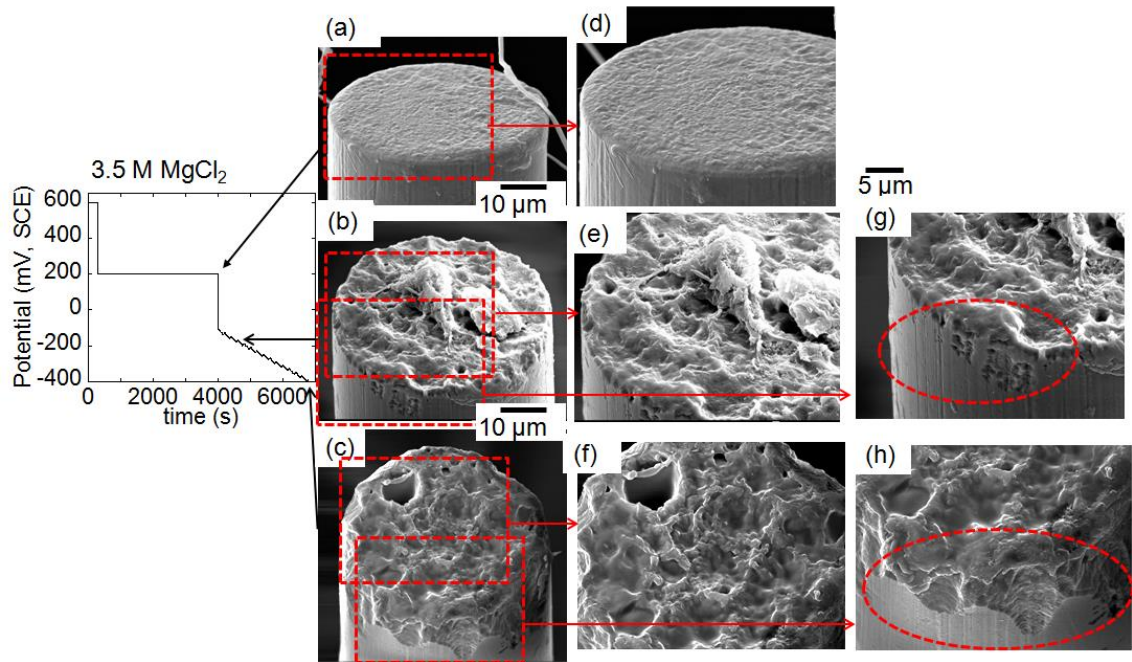 (a)
(d)
3.5 M MgCl₂
600
400
200
0
-200
-400
Potential (mV, SCE)
0 2000 4000 6000
time (s)
10 µm
5 µm
(b)
(e)
(g)
10 µm
(c)
(f)
(h)